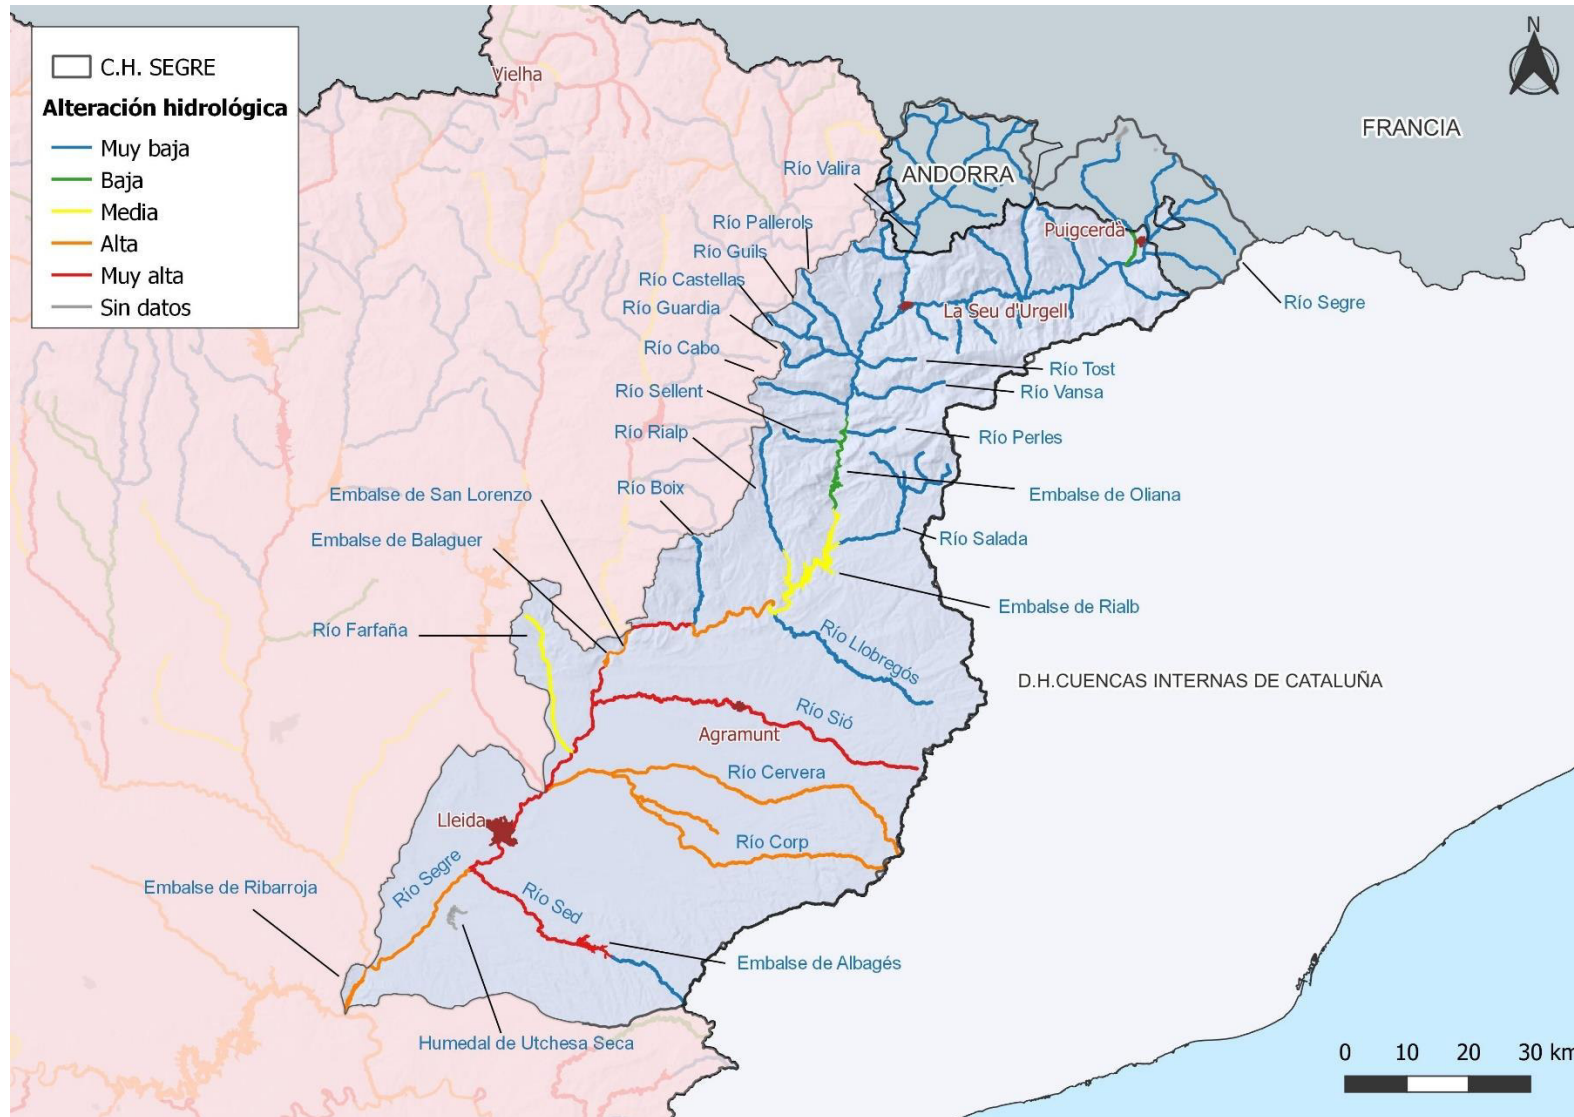 C.H. SEGRE
Alteración hidrológica
Muy baja
Baja
Media
Alta
Muy alta
Sin datos
Vielha
N
FRANCIA
ANDORRA
Río Valira
Río Pallerols
Puigcerdà
Río Guils
Río Castellas
Río Guardia
La Seu d'Urgell
Río Segre
Río Cabo
Río Tost
Río Sellent
Río Vansa
Río Rialp
Río Perles
Embalse de San Lorenzo
Río Boix
Embalse de Oliana
Embalse de Balaguer
Río Salada
Embalse de Rialb
Río Farfaña
Río Llobregós
D.H.CUENCAS INTERNAS DE CATALUÑA
Río Sió
Agramunt
Río Cervera
Lleida
Río Corp
Río Segre
Embalse de Ribarroja
Río Sed
Embalse de Albagés
Humedal de Utchesa Seca
0 10 20 30 km